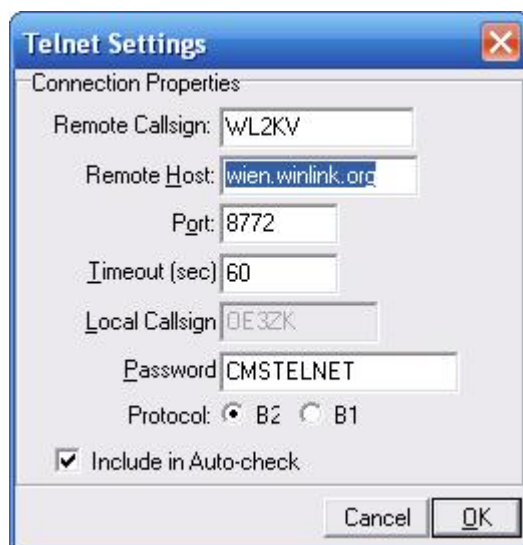 Telnet Settings
Connection Properties
Remote Callsign: WL2KV
Remote Host: wien.winlink.org
Port: 8772
Timeout (sec) 60
Local Callsign OE3ZK
Password CMSTELNET
Protocol: B2 B1
Include in Auto-check
Cancel OK